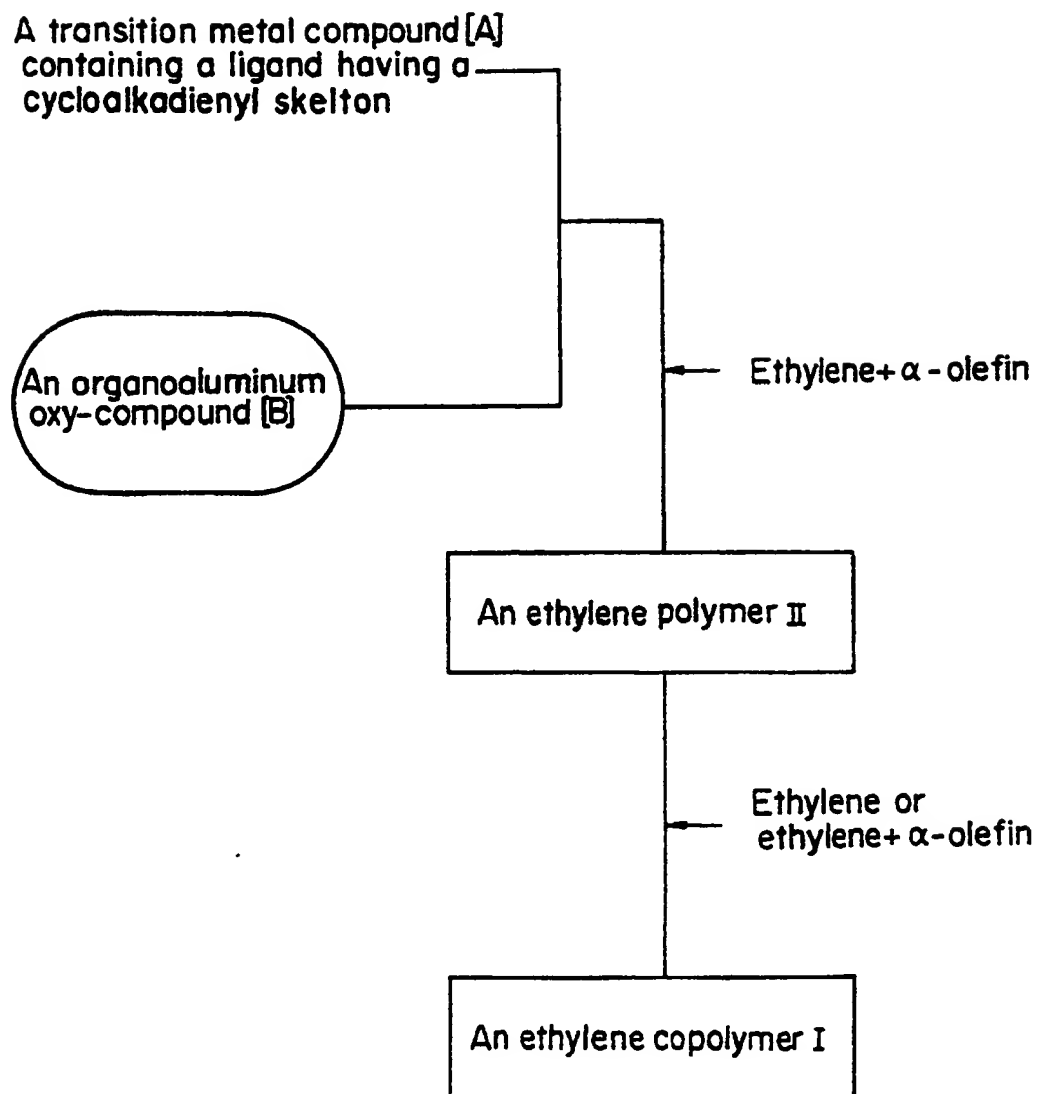 A transition metal compound [A]
containing a ligand having a
cycloalkadienyl skelton
An organoaluminum
oxy-compound [B]
Ethylene+ α-olefin
An ethylene polymer II
Ethylene or
ethylene+ α-olefin
An ethylene copolymer I